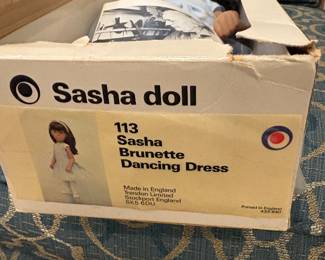 Sasha doll
113
Sasha
Brunette
Dancing Dress
Made in England
Trendon Limited
Stockport England
SK5 6DU
Printed in England